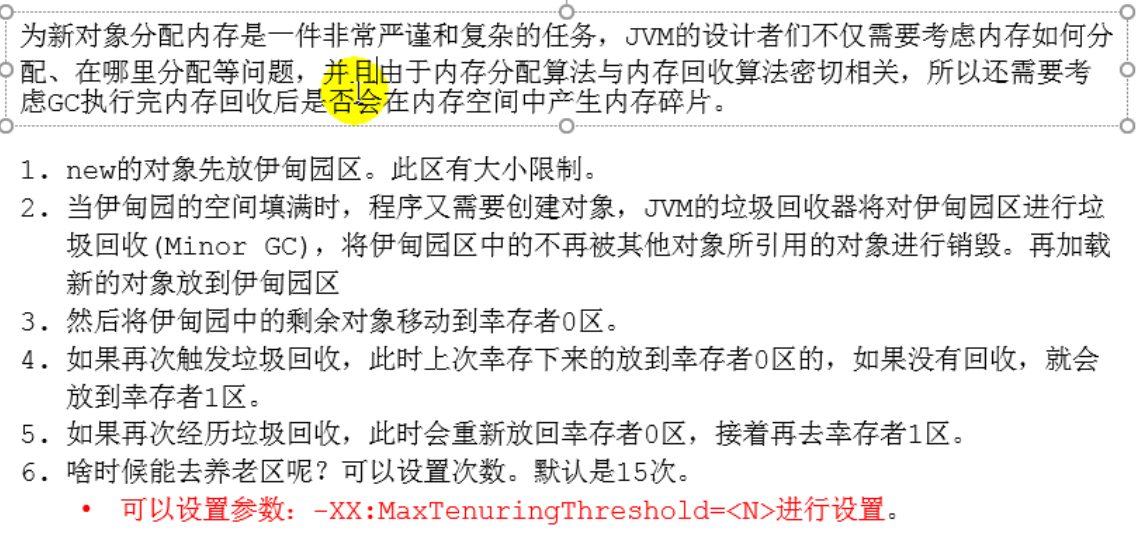 为新对象分配内存是一件非常严谨和复杂的任务，JVM的设计者们不仅需要考虑内存如何分
配、在哪里分配等问题，并且由于内存分配算法与内存回收算法密切相关，所以还需要考
虑GC执行完内存回收后是否会在内存空间中产生内存碎片。
1. new的对象先放伊甸园区。此区有大小限制。
2. 当伊甸园的空间填满时，程序又需要创建对象，JVM的垃圾回收器将对伊甸园区进行垃
圾回收(Minor GC)，将伊甸园区中的不再被其他对象所引用的对象进行销毁。再加载
新的对象放到伊甸园区
3. 然后将伊甸园中的剩余对象移动到幸存者0区。
4. 如果再次触发垃圾回收，此时上次幸存下来的放到幸存者0区的，如果没有回收，就会
放到幸存者1区。
5. 如果再次经历垃圾回收，此时会重新放回幸存者0区，接着再去幸存者1区。
6. 啥时候能去养老区呢？可以设置次数。默认是15次。
• 可以设置参数：-XX:MaxTenuringThreshold=<N>进行设置。